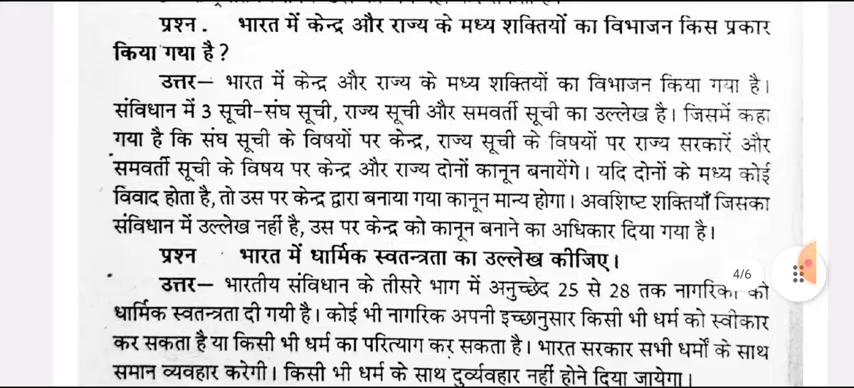 प्रश्न . भारत में केन्द्र और राज्य के मध्य शक्तियों का विभाजन किस प्रकार
किया गया है ?
उत्तर— भारत में केन्द्र और राज्य के मध्य शक्तियों का विभाजन किया गया है।
संविधान में 3 सूची-संघ सूची, राज्य सूची और समवर्ती सूची का उल्लेख है। जिसमें कहा
गया है कि संघ सूची के विषयों पर केन्द्र, राज्य सूची के विषयों पर राज्य सरकारें और
समवर्ती सूची के विषय पर केन्द्र और राज्य दोनों कानून बनायेंगे। यदि दोनों के मध्य कोई
विवाद होता है, तो उस पर केन्द्र द्वारा बनाया गया कानून मान्य होगा। अवशिष्ट शक्तियाँ जिसका
संविधान में उल्लेख नहीं है, उस पर केन्द्र को कानून बनाने का अधिकार दिया गया है।
प्रश्न भारत में धार्मिक स्वतन्त्रता का उल्लेख कीजिए।
4/6
उत्तर— भारतीय संविधान के तीसरे भाग में अनुच्छेद 25 से 28 तक नागरिकों को
धार्मिक स्वतन्त्रता दी गयी है। कोई भी नागरिक अपनी इच्छानुसार किसी भी धर्म को स्वीकार
कर सकता है या किसी भी धर्म का परित्याग कर सकता है। भारत सरकार सभी धर्मों के साथ
समान व्यवहार करेगी। किसी भी धर्म के साथ दुर्व्यवहार नहीं होने दिया जायेगा।